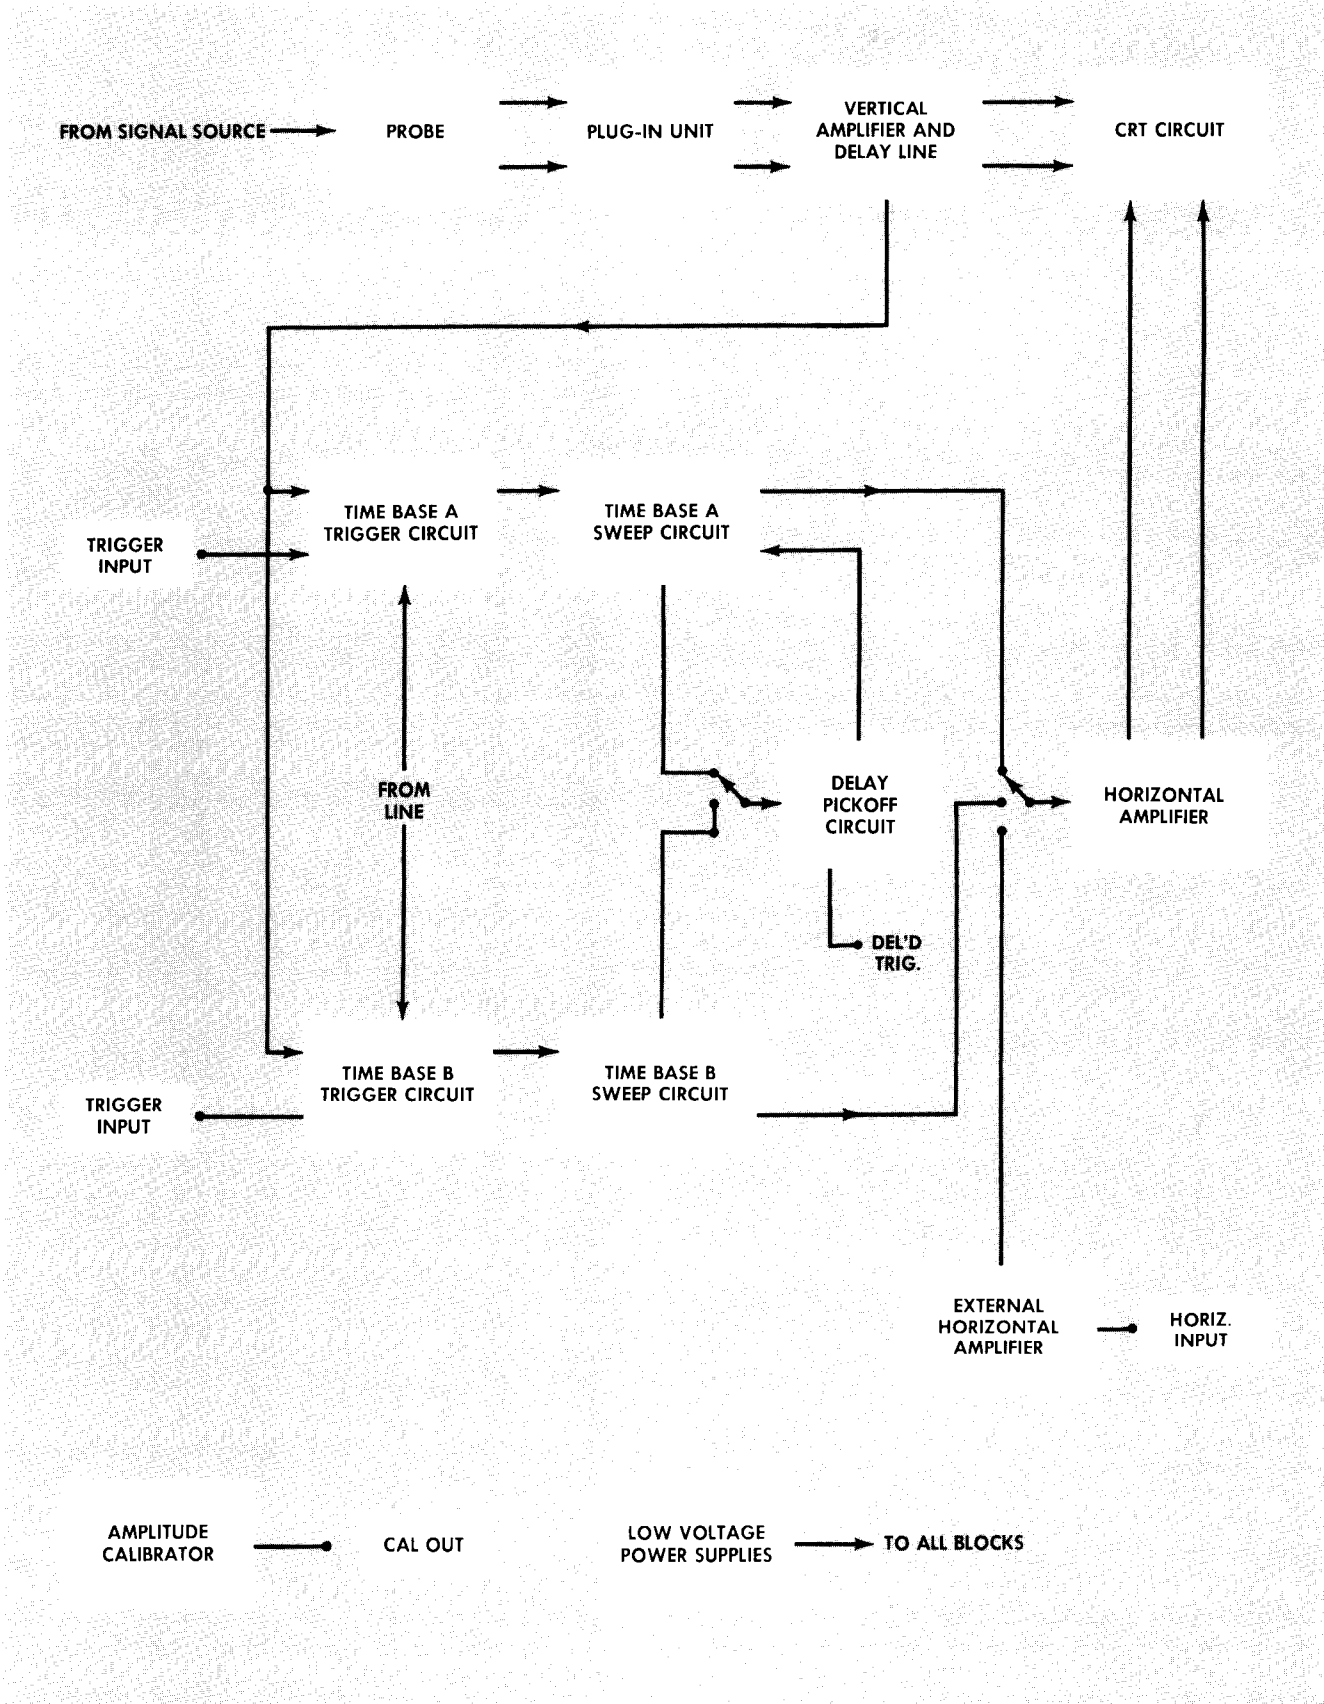 FROM SIGNAL SOURCE
PROBE
PLUG-IN UNIT
VERTICAL
AMPLIFIER AND
DELAY LINE
CRT CIRCUIT
TRIGGER
INPUT
TIME BASE A
TRIGGER CIRCUIT
TIME BASE A
SWEEP CIRCUIT
FROM
LINE
DELAY
PICKOFF
CIRCUIT
HORIZONTAL
AMPLIFIER
DEL'D
TRIG.
TRIGGER
INPUT
TIME BASE B
TRIGGER CIRCUIT
TIME BASE B
SWEEP CIRCUIT
EXTERNAL
HORIZONTAL
AMPLIFIER
HORIZ.
INPUT
AMPLITUDE
CALIBRATOR
CAL OUT
LOW VOLTAGE
POWER SUPPLIES
TO ALL BLOCKS